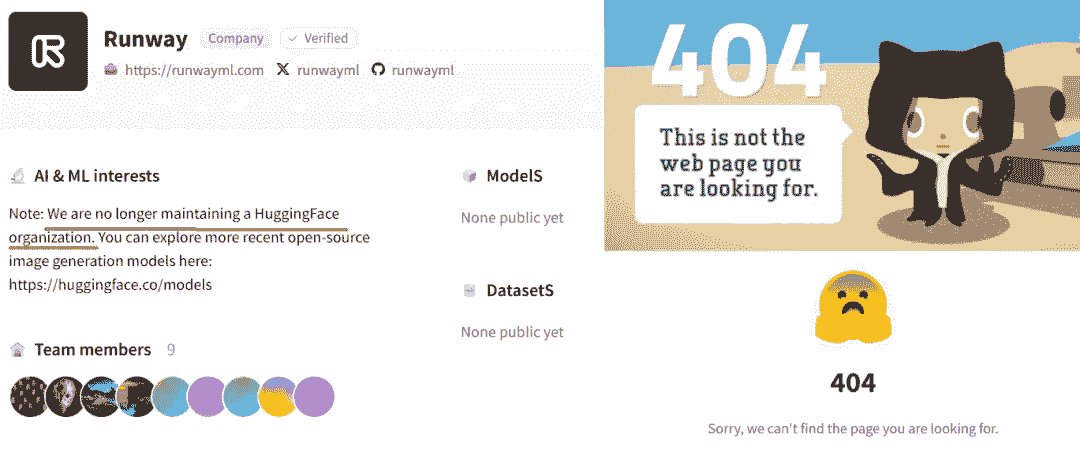 Runway Company ✓ Verified
https://runwayml.com runwayml runwayml
AI & ML interests
Note: We are no longer maintaining a HuggingFace
organization. You can explore more recent open-source
image generation models here:
https://huggingface.co/models
Team members 9
ModelS
None public yet
DatasetS
None public yet
404
This is not the
web page you
are looking for.
404
Sorry, we can't find the page you are looking for.